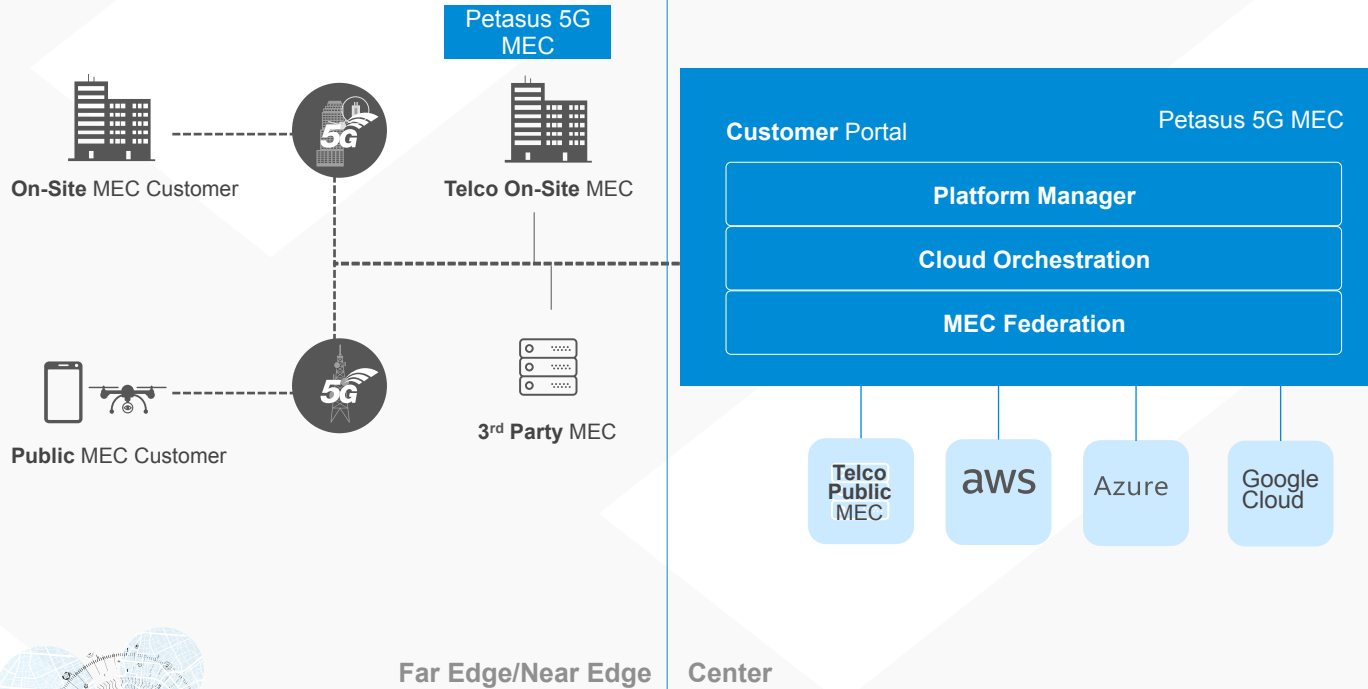 Petasus 5G
MEC
5G
On-Site MEC Customer
Telco On-Site MEC
5G
Public MEC Customer
3rd Party MEC
Customer Portal
Petasus 5G MEC
Platform Manager
Cloud Orchestration
MEC Federation
Telco
Public
MEC
aws
Azure
Google
Cloud
Far Edge/Near Edge
Center